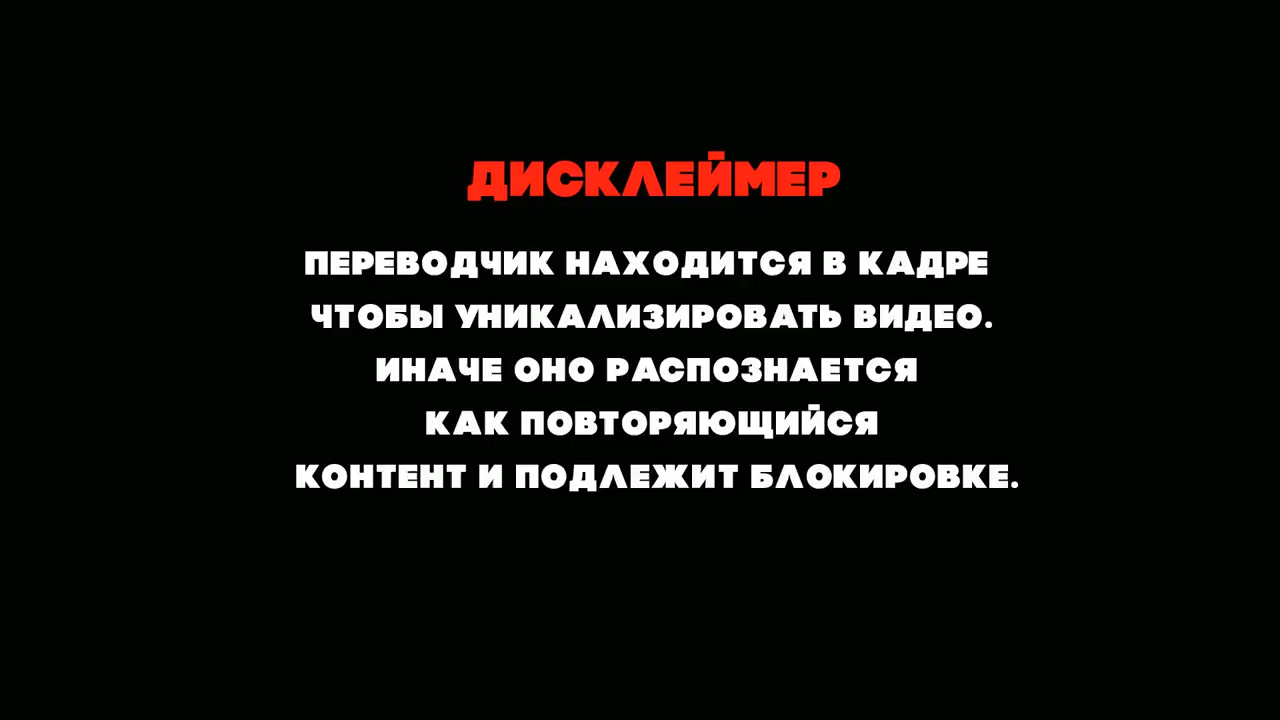 ДИСКЛЕЙМЕР
ПЕРЕВОДЧИК НАХОДИТСЯ В КАДРЕ
ЧТОБЫ УНИКАЛИЗИРОВАТЬ ВИДЕО.
ИНАЧЕ ОНО РАСПОЗНАЕТСЯ
КАК ПОВТОРЯЮЩИЙСЯ
КОНТЕНТ И ПОДЛЕЖИТ БЛОКИРОВКЕ.